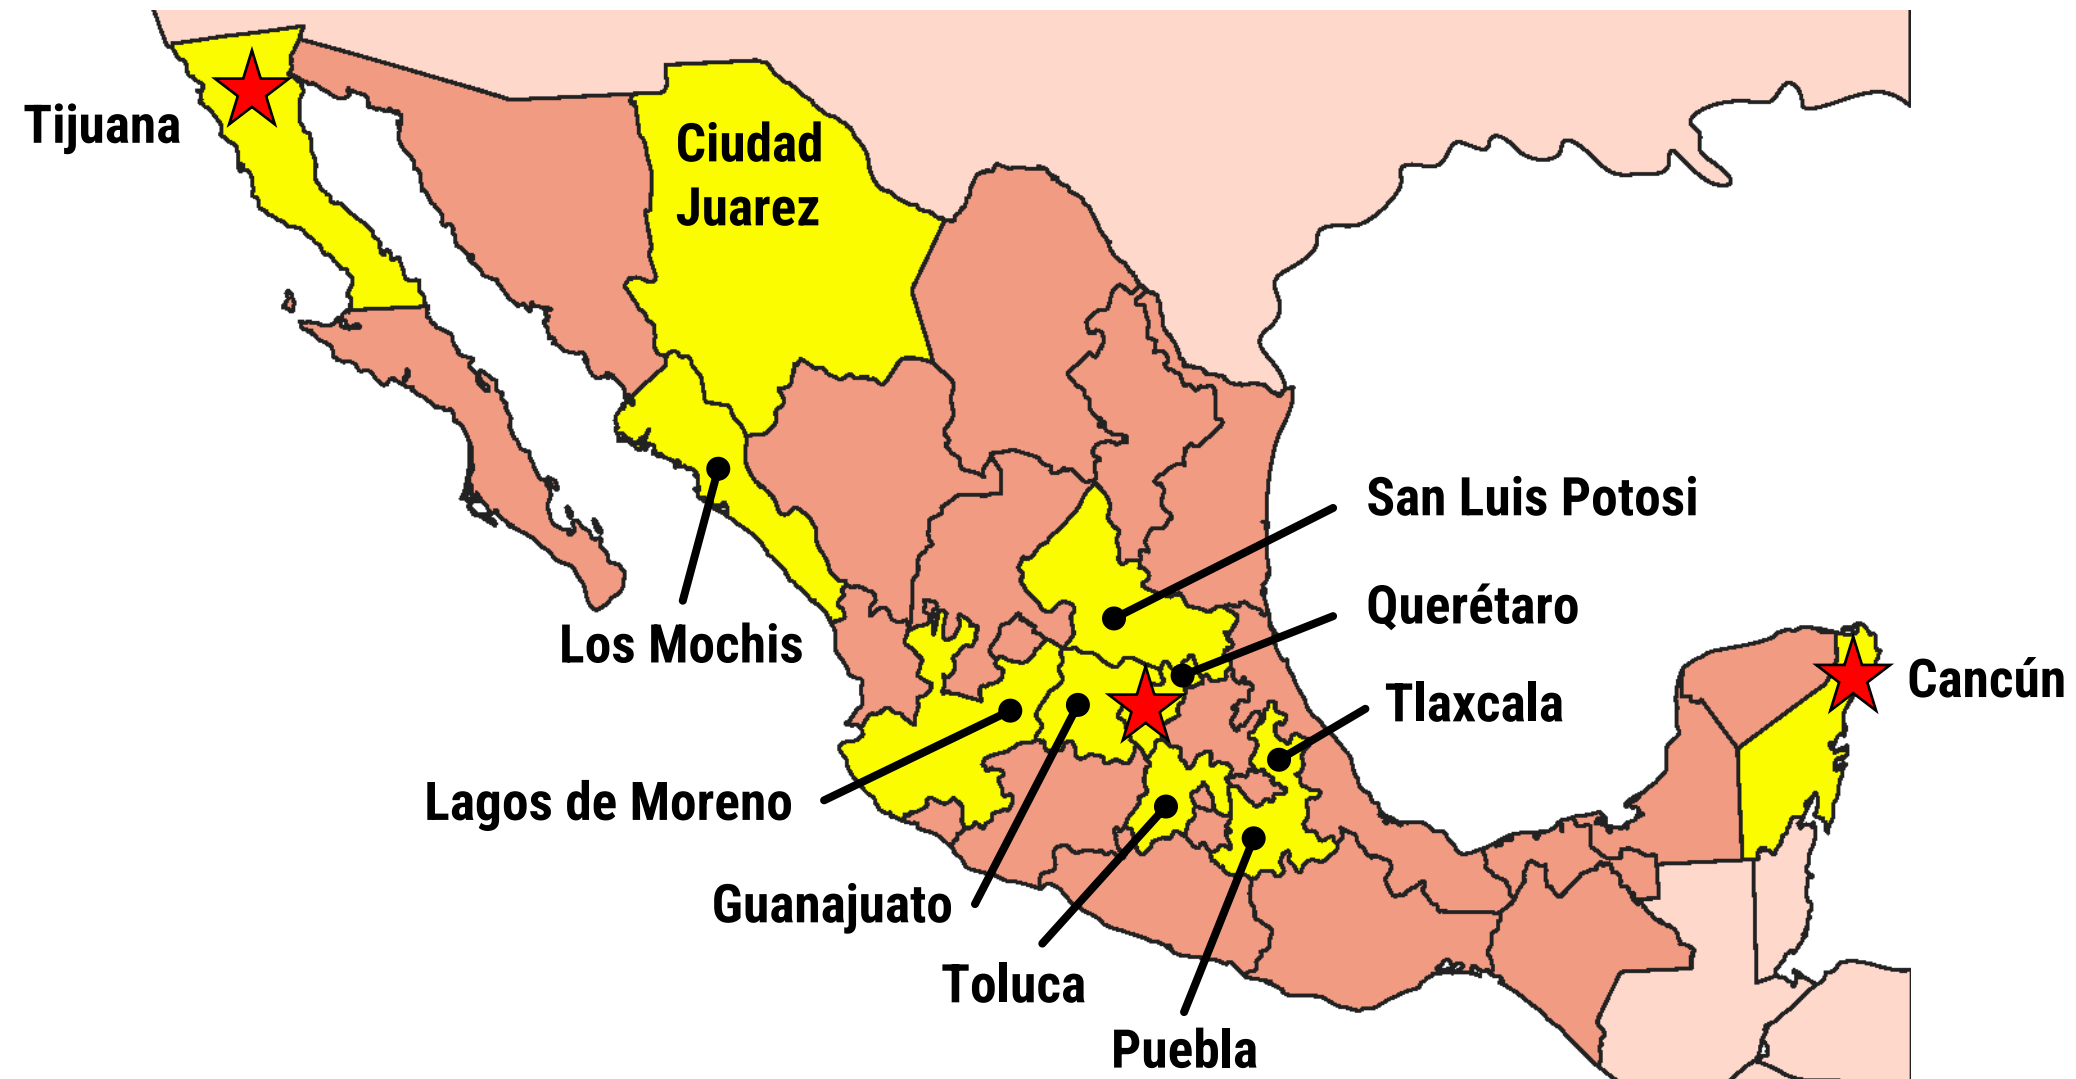 Tijuana
Ciudad
Juarez
San Luis Potosi
Querétaro
Los Mochis
Cancún
Tlaxcala
Lagos de Moreno
Guanajuato
Toluca
Puebla